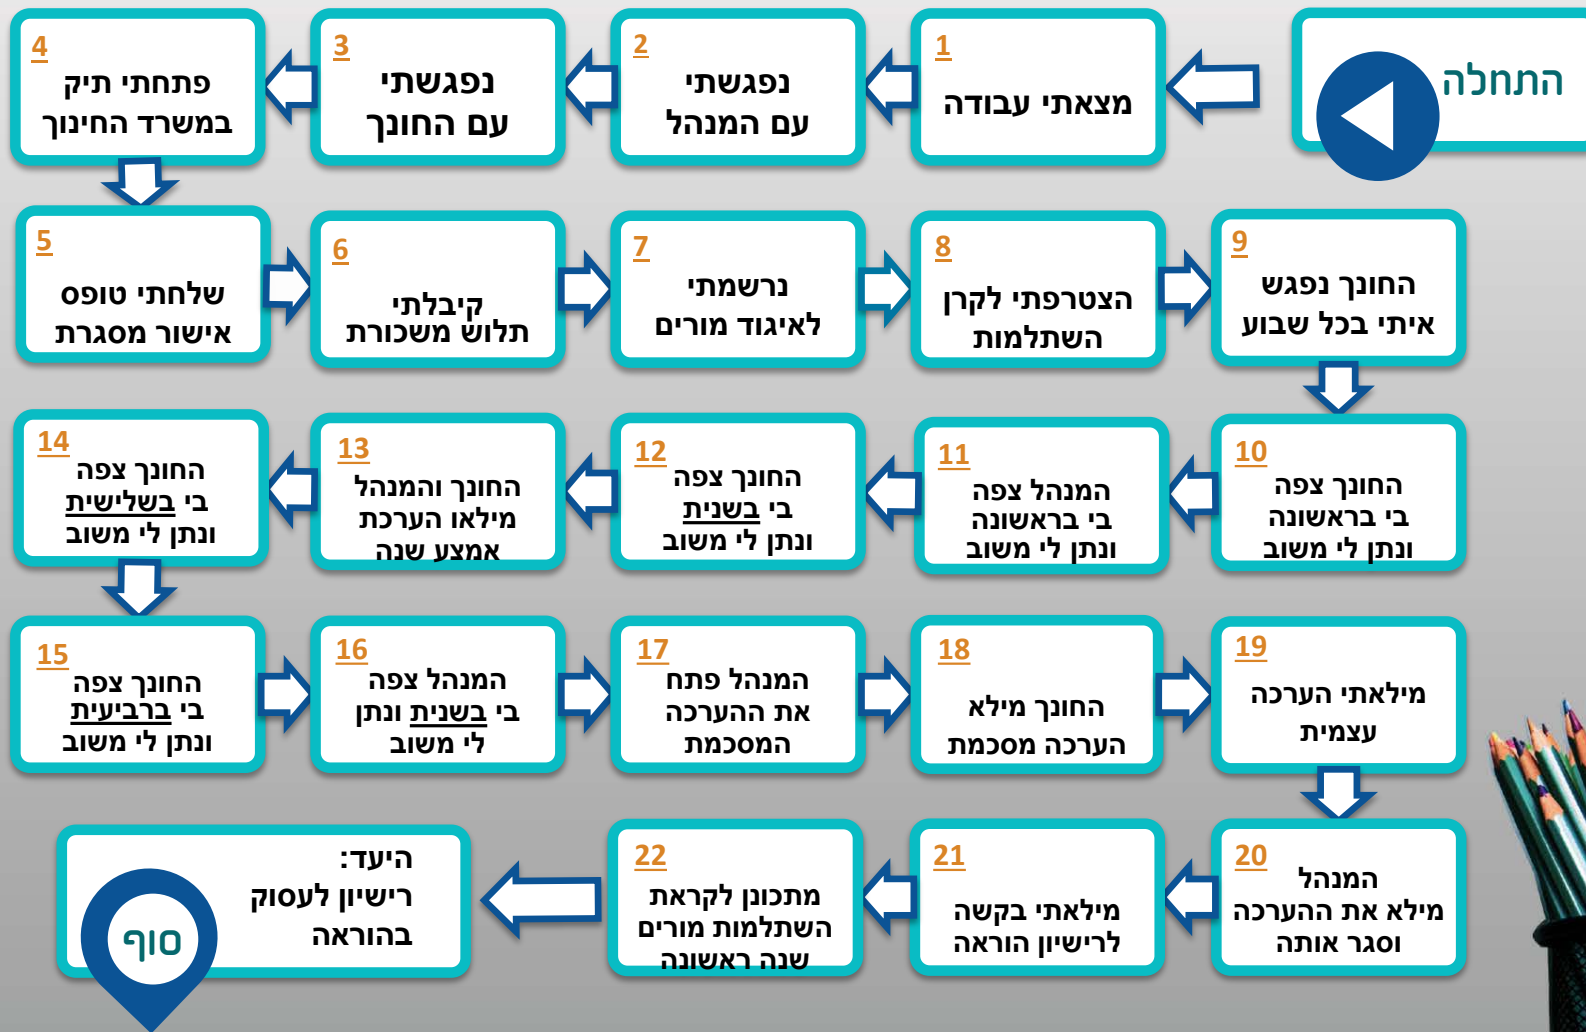 התחלה
1
מצאתי עבודה
2
נפגשתי
עם המנהל
3
נפגשתי
עם החונך
4
פתחתי תיק
במשרד החינוך
5
שלחתי טופס
אישור מסגרת
6
קיבלתי
תלוש משכורת
7
נרשמתי
לאיגוד מורים
8
הצטרפתי לקרן
השתלמות
9
החונך נפגש
איתי בכל שבוע
10
החונך צפה
בי בראשונה
ונתן לי משוב
11
המנהל צפה
בי בראשונה
ונתן לי משוב
12
החונך צפה
בי בשנית
ונתן לי משוב
13
החונך והמנהל
מילאו הערכת
אמצע שנה
14
החונך צפה
בי בשלישית
ונתן לי משוב
15
החונך צפה
בי ברביעית
ונתן לי משוב
16
המנהל צפה
בי בשנית ונתן
לי משוב
17
המנהל פתח
את ההערכה
המסכמת
18
החונך מילא
הערכה מסכמת
19
מילאתי הערכה
עצמית
20
המנהל
מילא את ההערכה
וסגר אותה
21
מילאתי בקשה
לרישיון הוראה
22
מתכונן לקראת
השתלמות מורים
שנה ראשונה
היעד:
רישיון לעסוק
בהוראה
סוף